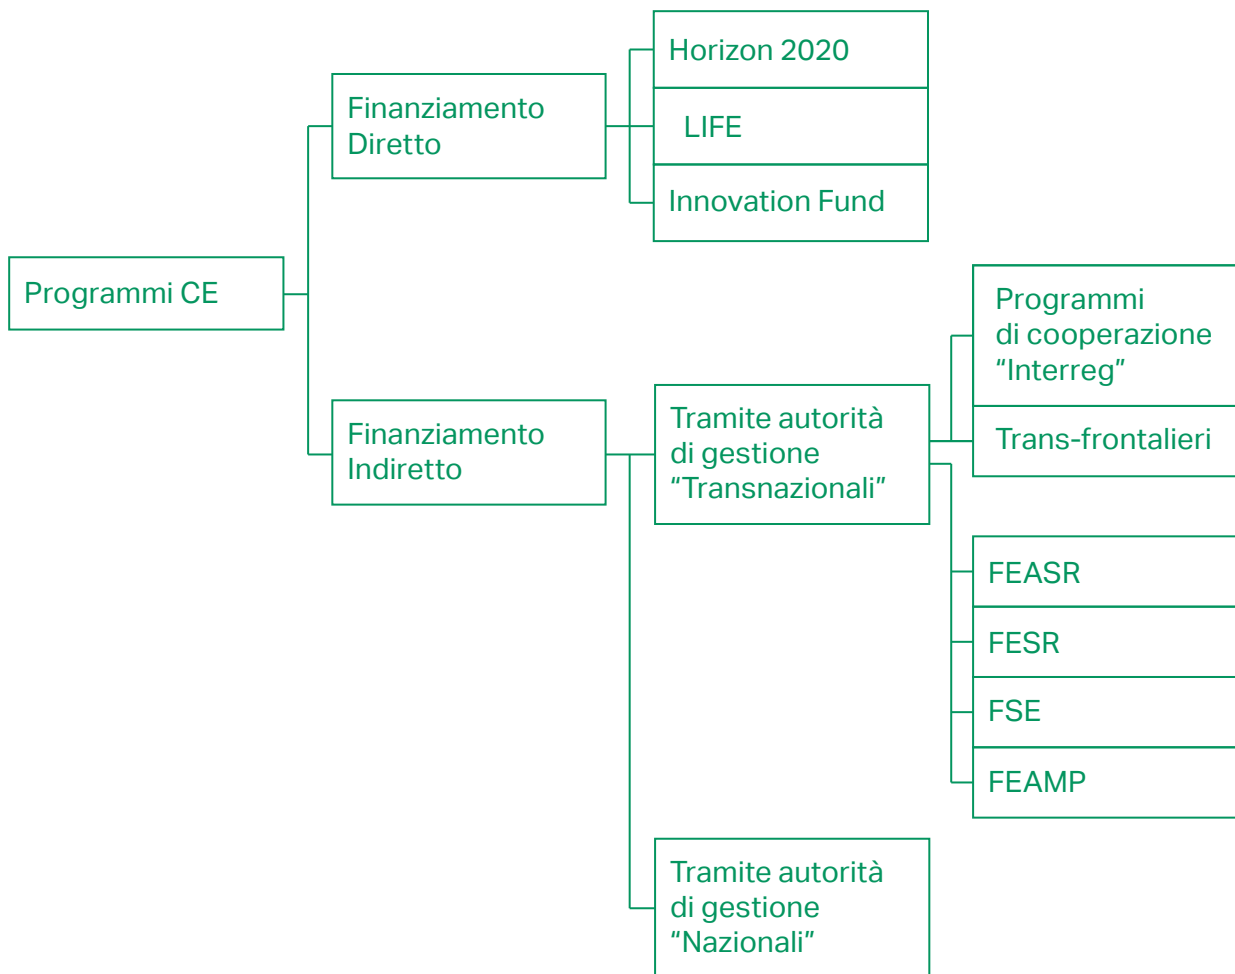 Programmi CE
Finanziamento
Diretto
Horizon 2020
LIFE
Innovation Fund
Finanziamento
Indiretto
Tramite autorità
di gestione
“Transnazionali”
Programmi
di cooperazione
“Interreg”
Trans-frontalieri
FEASR
FESR
FSE
FEAMP
Tramite autorità
di gestione
“Nazionali”